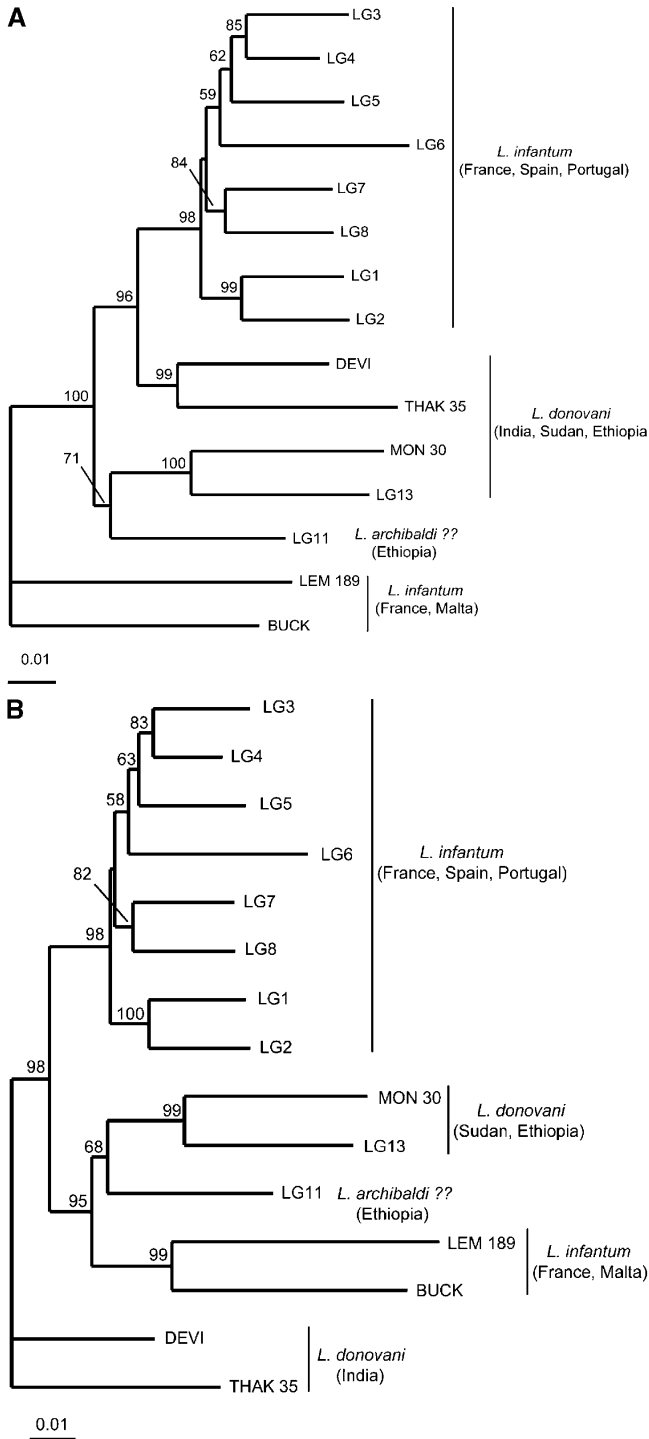 A
85
LG3
62
LG4
59
LG5
LG6
L. infantum
(France, Spain, Portugal)
84
LG7
98
LG8
99
LG1
LG2
96
99
DEVI
THAK 35
L. donovani
(India, Sudan, Ethiopia
100
71
100
MON 30
LG13
LG11
L. archibaldi ??
(Ethiopia)
LEM 189
BUCK
L. infantum
(France, Malta)
0.01
B
83
LG3
63
LG4
58
LG5
LG6
L. infantum
(France, Spain, Portugal)
82
LG7
98
LG8
100
LG1
LG2
98
99
MON 30
LG13
L. donovani
(Sudan, Ethiopia)
68
LG11
L. archibaldi ??
(Ethiopia)
95
99
LEM 189
BUCK
L. infantum
(France, Malta)
DEVI
THAK 35
L. donovani
(India)
0.01